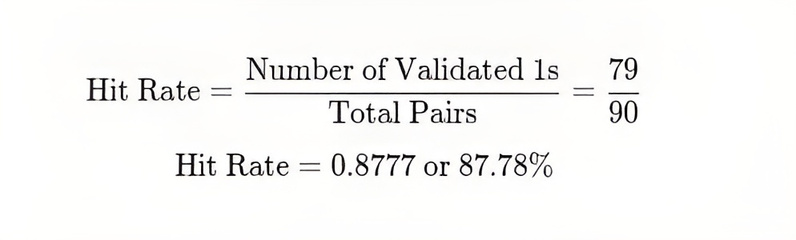 Hit Rate = Number of Validated 1s / Total Pairs = 79 / 90
Hit Rate = 0.8777 or 87.78%